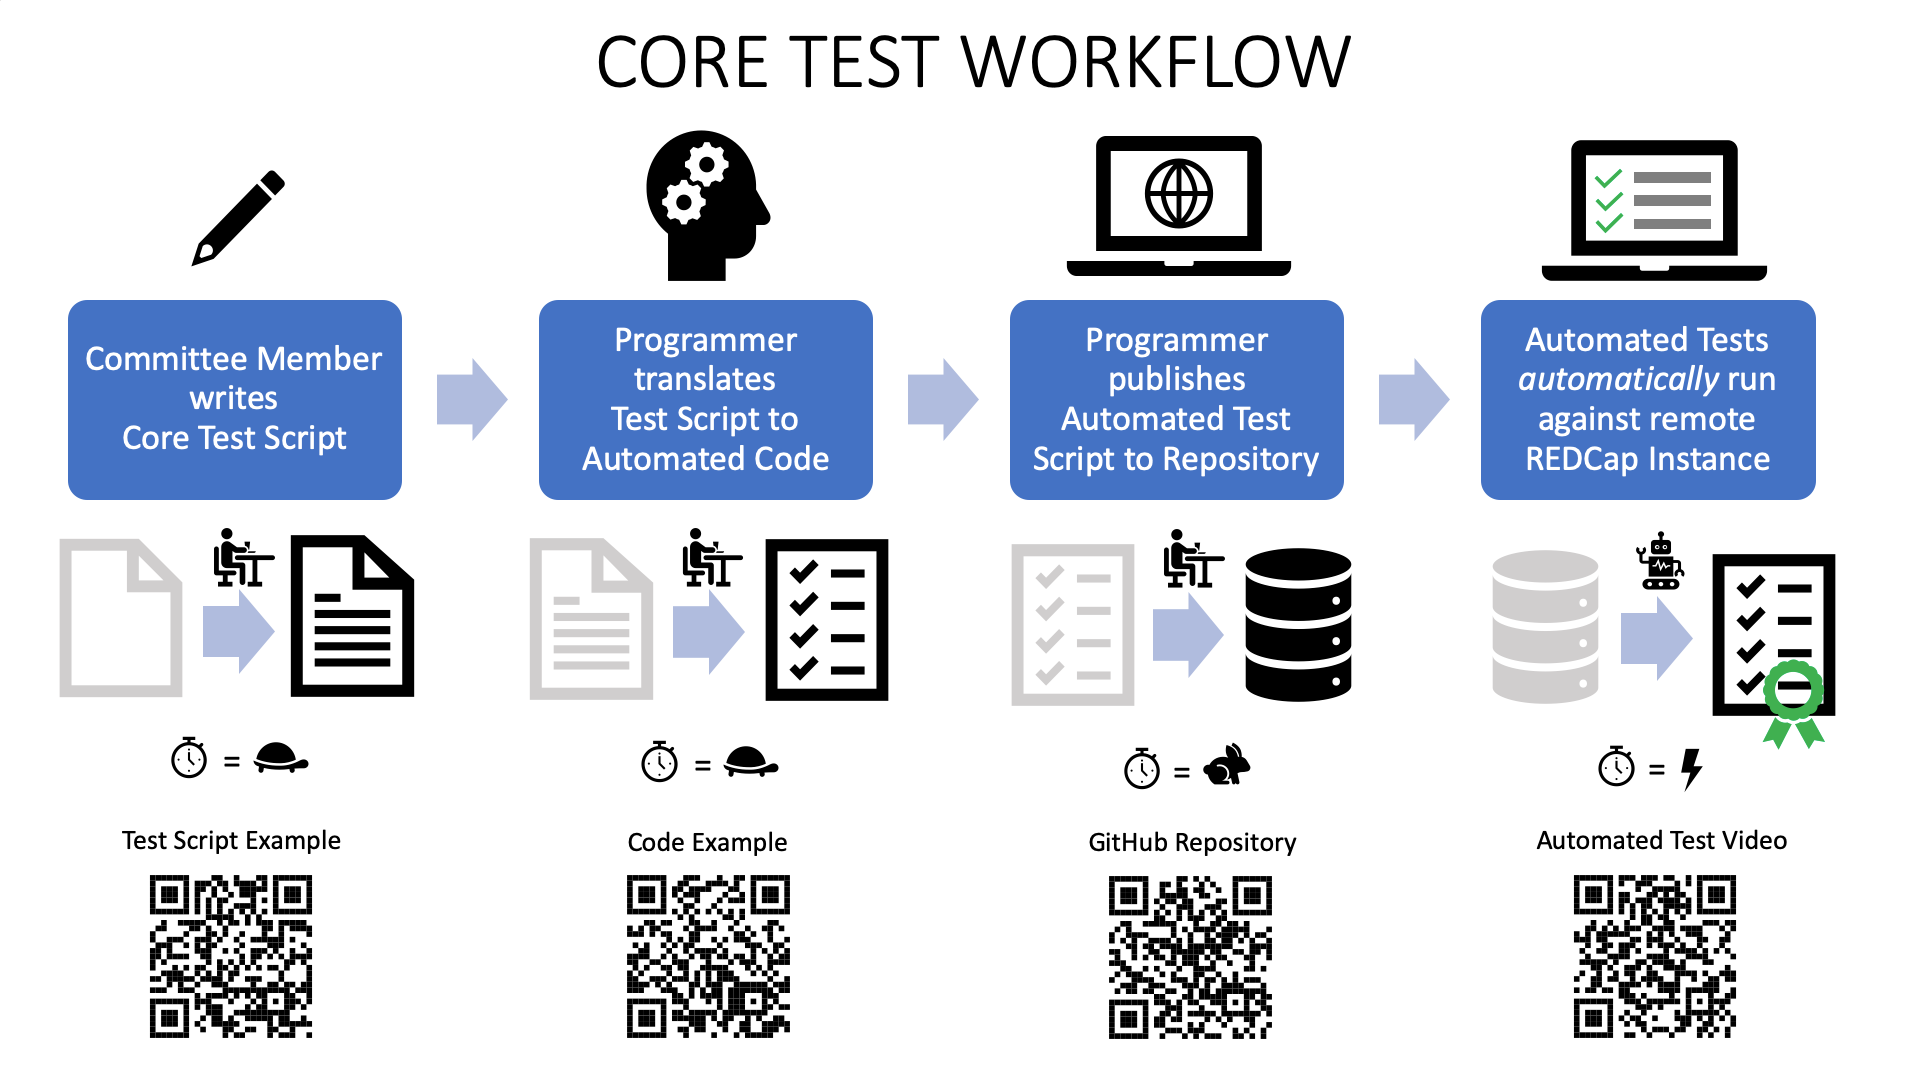 CORE TEST WORKFLOW
Committee Member
writes
Core Test Script
Programmer
translates
Test Script to
Automated Code
Programmer
publishes
Automated Test
Script to Repository
Automated Tests
automatically run
against remote
REDCap Instance
=
=
=
=
Test Script Example
Code Example
GitHub Repository
Automated Test Video